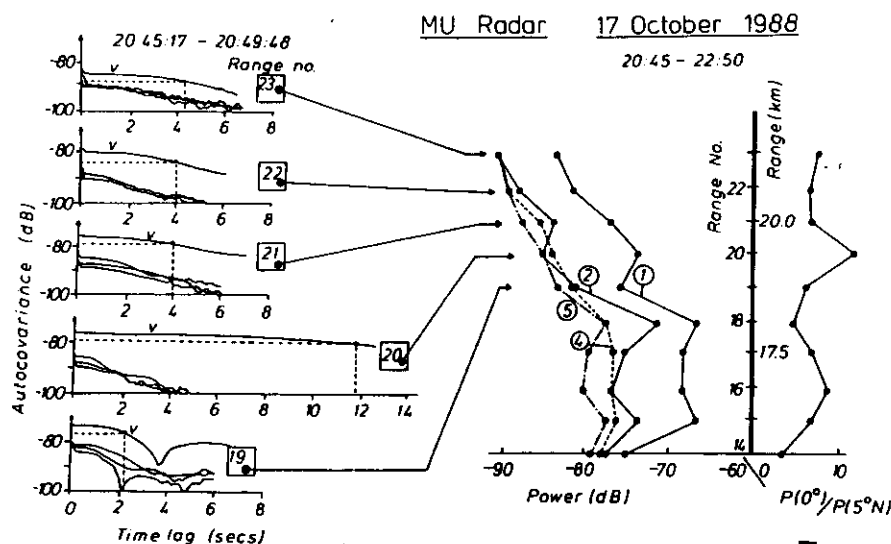 MU Radar 17 October 1988
20 45:17 - 20:49:48
20:45 - 22:50
Range no.
Autocovariance (dB)
-80
-100
v
23
0 2 4 6 8
-80
-100
v
22
0 2 4 6 8
-80
-100
v
21
0 2 4 6 8
-80
-100
v
20
0 2 4 6 8 10 12 14
-80
-100
v
19
0 2 4 6 8
Time lag (secs)
Range No.
Range (km)
22
20
18
16
14
20.0
17.5
1
2
5
4
-90 -80 -70 -60
Power (dB)
0 10
P(0°)/P(5°N)